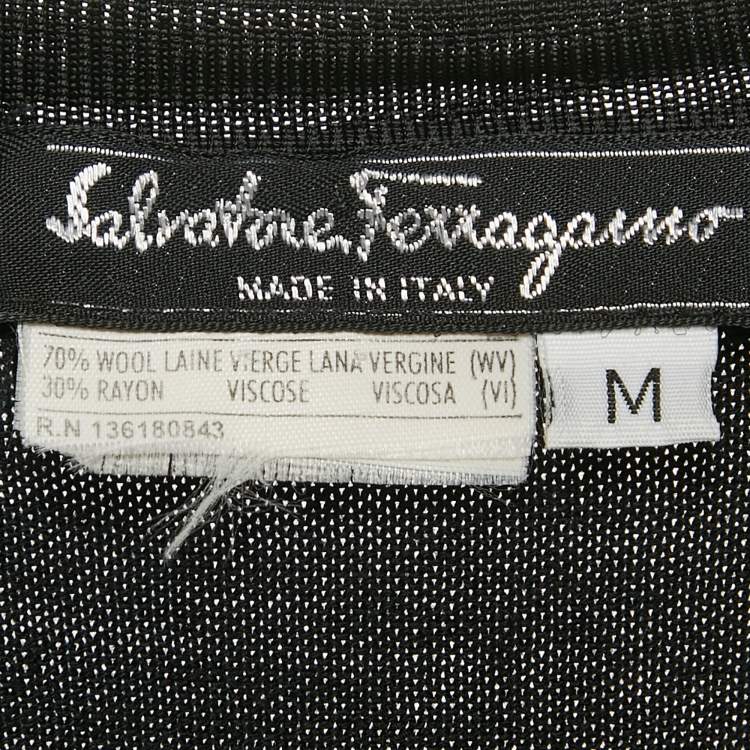 Salvatore Ferragamo
MADE IN ITALY
70% WOOL LAINE VIERGE LANA VERGINE (WV)
30% RAYON VISCOSE VISCOSA (VI)
R.N 136180843
M